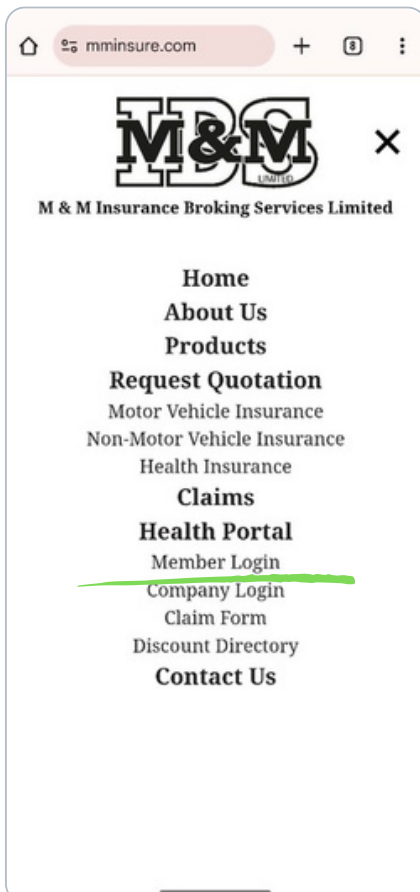 mminsure.com
8
IBS
M&M
LIMITED
M & M Insurance Broking Services Limited
Home
About Us
Products
Request Quotation
Motor Vehicle Insurance
Non-Motor Vehicle Insurance
Health Insurance
Claims
Health Portal
Member Login
Company Login
Claim Form
Discount Directory
Contact Us